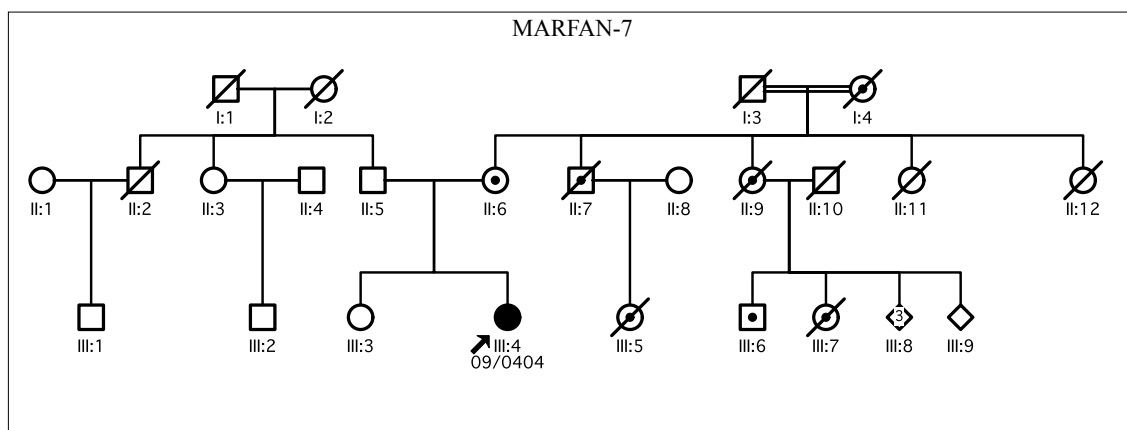 MARFAN-7
I:1 I:2 I:3 I:4
II:1 II:2 II:3 II:4 II:5 II:6 II:7 II:8 II:9 II:10 II:11 II:12
3
III:1 III:2 III:3 III:4 III:5 III:6 III:7 III:8 III:9
09/0404